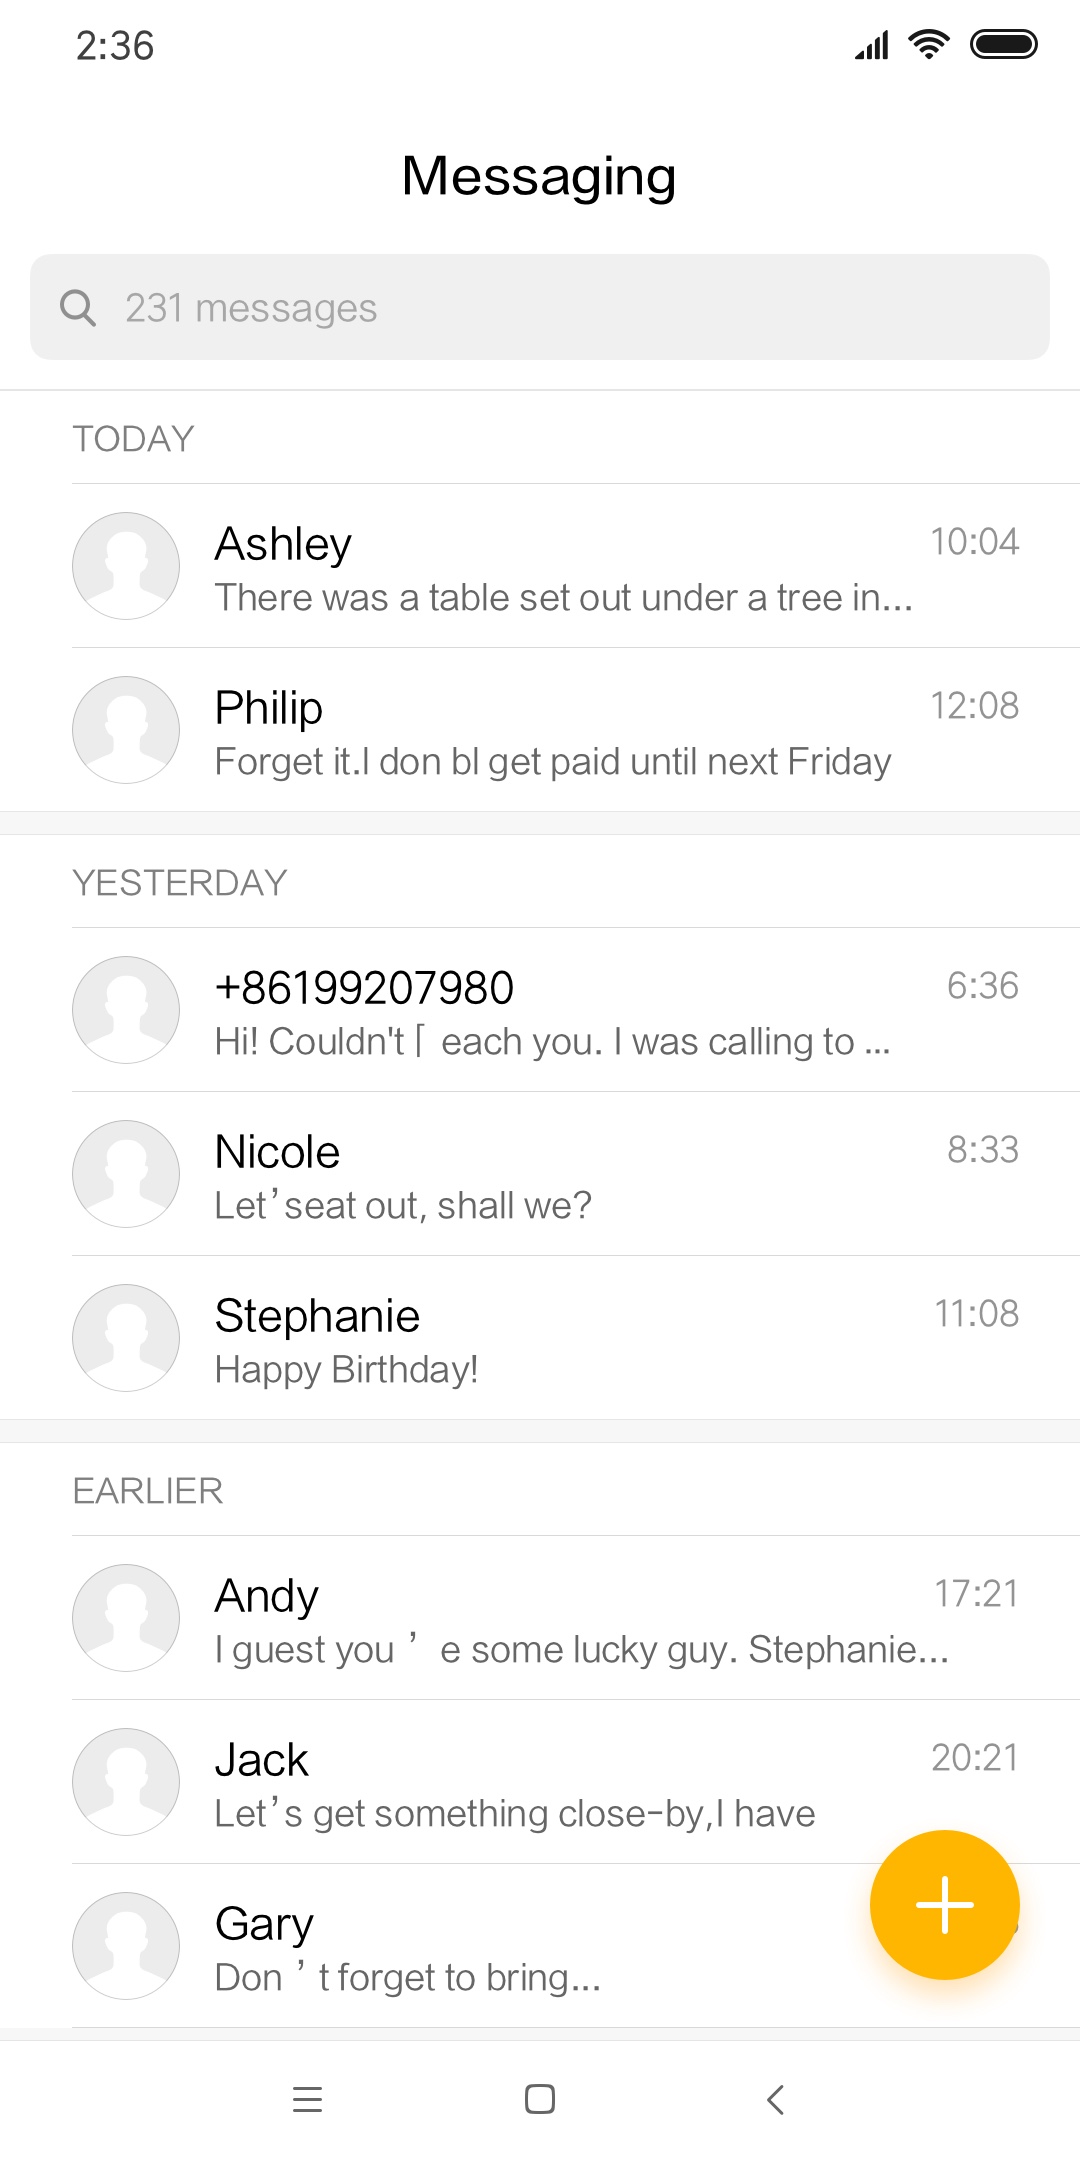 2:36
Messaging
231 messages
TODAY
Ashley
10:04
There was a table set out under a tree in...
Philip
12:08
Forget it.I don bl get paid until next Friday
YESTERDAY
+86199207980
6:36
Hi! Couldn't ⌈ each you. I was calling to ...
Nicole
8:33
Let’seat out, shall we?
Stephanie
11:08
Happy Birthday!
EARLIER
Andy
17:21
I guest you ’ e some lucky guy. Stephanie...
Jack
20:21
Let’s get something close-by,I have
Gary
Don ’ t forget to bring...